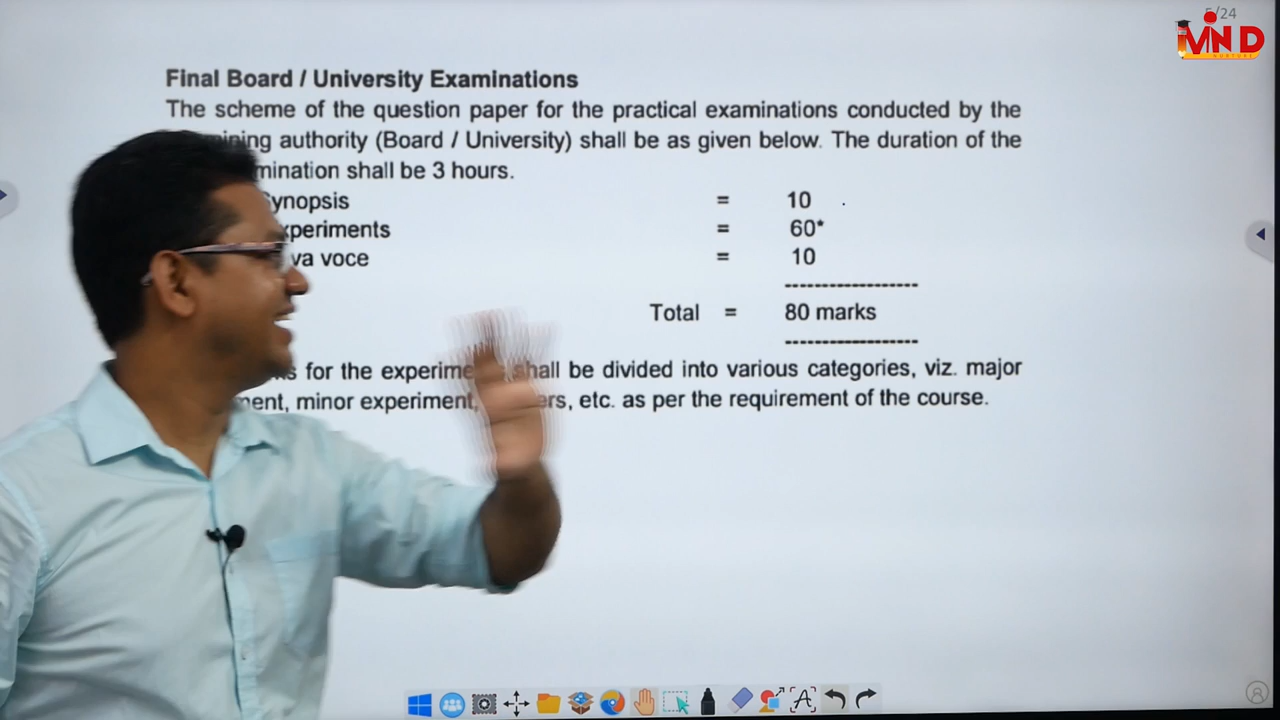 5/24
MIND
NURTURE
Final Board / University Examinations
The scheme of the question paper for the practical examinations conducted by the
authority (Board / University) shall be as given below. The duration of the
shall be 3 hours.
ynopsis = 10
xperiments = 60*
va voce = 10
------------------
Total = 80 marks
------------------
for the experime shall be divided into various categories, viz. major
ment, minor experiment, ers, etc. as per the requirement of the course.